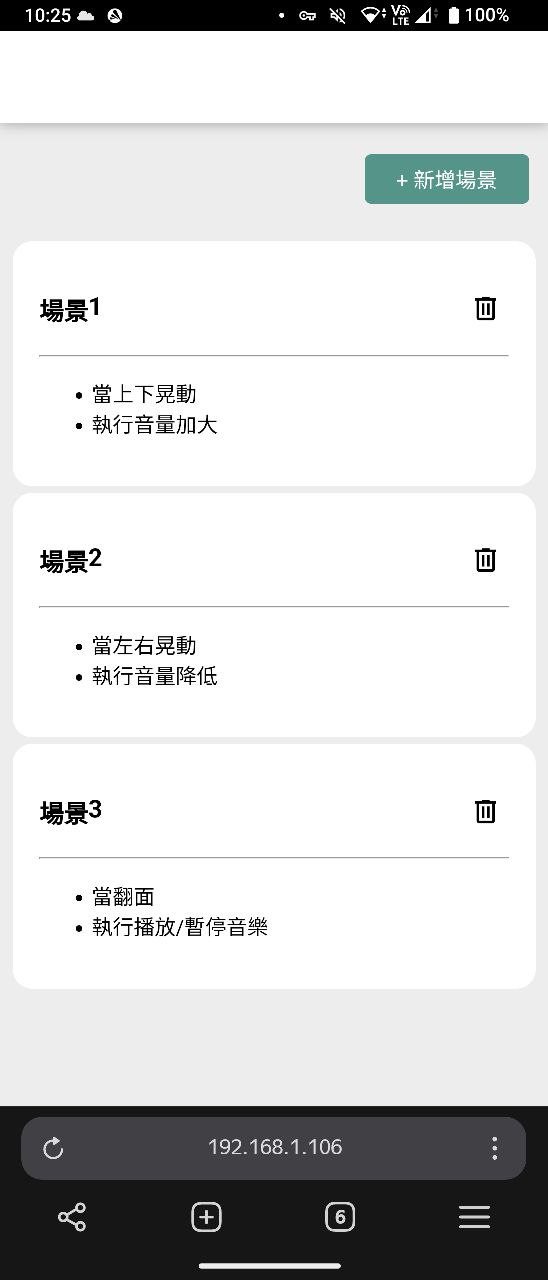 10:25
Vo
LTE
100%
+ 新增場景
場景1
• 當上下晃動
• 執行音量加大
場景2
• 當左右晃動
• 執行音量降低
場景3
• 當翻面
• 執行播放/暫停音樂
192.168.1.106
6